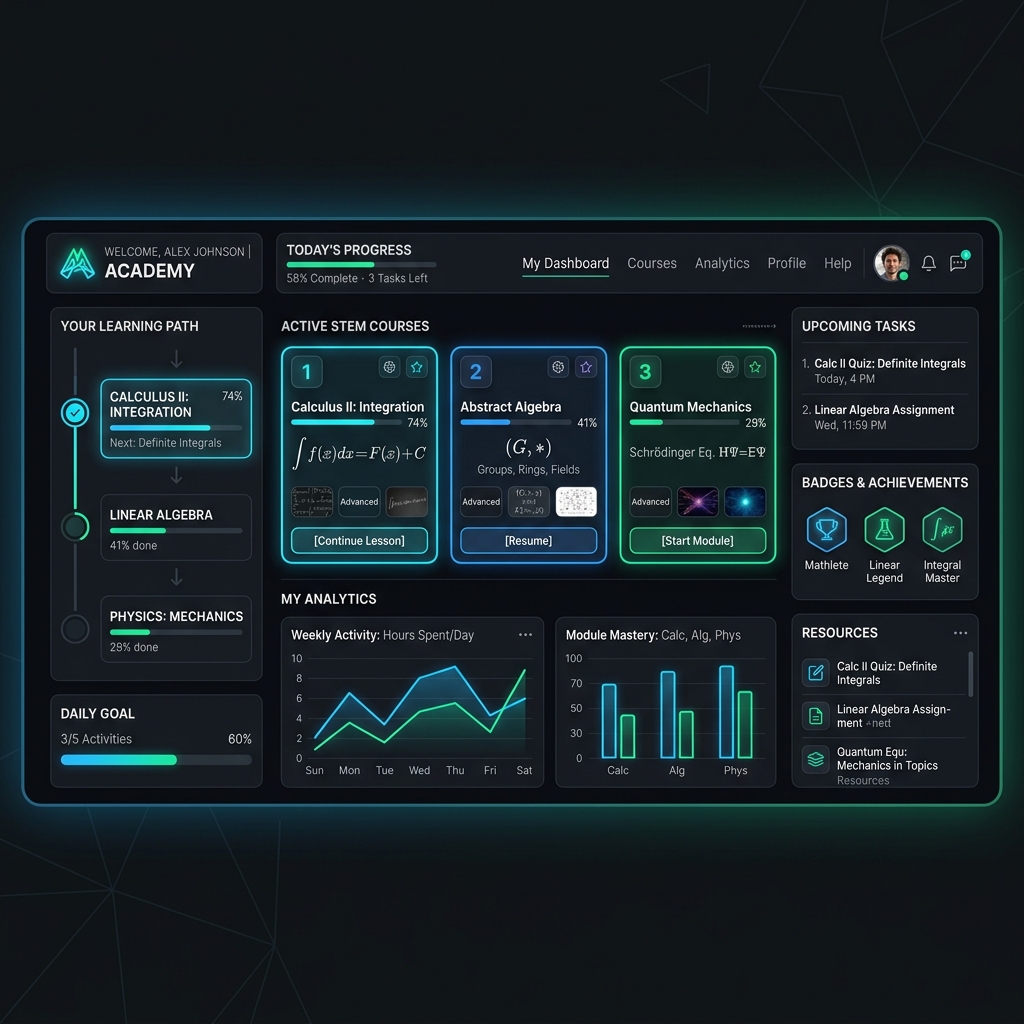 WELCOME, ALEX JOHNSON |
ACADEMY
TODAY'S PROGRESS
58% Complete · 3 Tasks Left
My Dashboard
Courses
Analytics
Profile
Help
YOUR LEARNING PATH
CALCULUS II:
INTEGRATION
74%
Next: Definite Integrals
LINEAR ALGEBRA
41% done
PHYSICS: MECHANICS
28% done
DAILY GOAL
3/5 Activities
60%
ACTIVE STEM COURSES
1
Calculus II: Integration
74%
∫ f(x)dx=F(x)+C
Advanced
[Continue Lesson]
2
Abstract Algebra
41%
(G,*)
Groups, Rings, Fields
Advanced
[Resume]
3
Quantum Mechanics
29%
Schrödinger Eq. HΨ=EΨ
Advanced
[Start Module]
MY ANALYTICS
Weekly Activity: Hours Spent/Day
10
8
6
4
2
0
Sun Mon Tue Wed Thu Fri Sat
Module Mastery: Calc, Alg, Phys
100
70
50
30
0
Calc Alg Phys
UPCOMING TASKS
1. Calc II Quiz: Definite Integrals
Today, 4 PM
2. Linear Algebra Assignment
Wed, 11:59 PM
BADGES & ACHIEVEMENTS
Mathlete
Linear
Legend
Integral
Master
RESOURCES
Calc II Quiz: Definite
Integrals
Linear Algebra Assign-
ment
Quantum Equ:
Mechanics in Topics
Resources